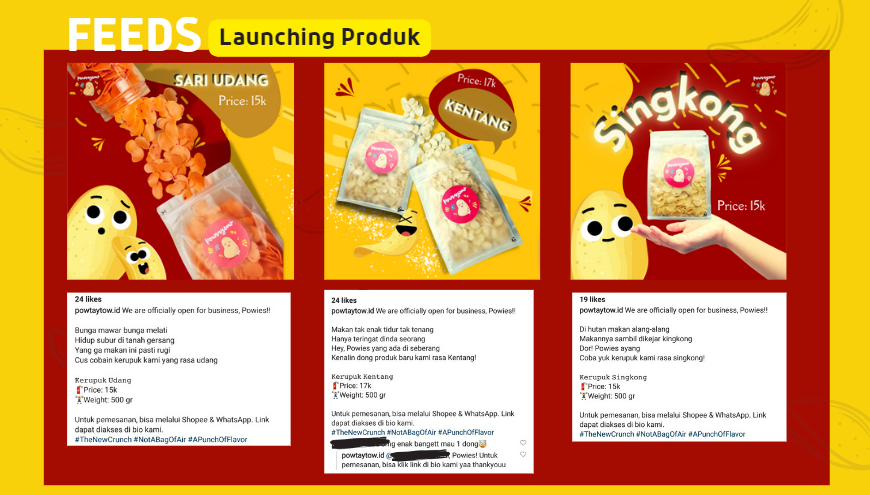 FEEDS Launching Produk
SARI UDANG
Price: 15k
Price: 17k
KENTANG
Singkong
Price: 15k
24 likes
powtaytow.id We are officially open for business, Powies!!
Bunga mawar bunga melati
Hidup subur di tanah gersang
Yang ga makan ini pasti rugi
Cus cobain kerupuk kami yang rasa udang
Kerupuk Udang
Price: 15k
Weight: 500 gr
Untuk pemesanan, bisa melalui Shopee & WhatsApp. Link
dapat diakses di bio kami.
#TheNewCrunch #NotABagOfAir #APunchOfFlavor
24 likes
powtaytow.id We are officially open for business, Powies!!
Makan tak enak tidur tak tenang
Hanya teringat dinda seorang
Hey, Powies yang ada di seberang
Kenalin dong produk baru kami rasa Kentang!
Kerupuk Kentang
Price: 17k
Weight: 500 gr
Untuk pemesanan, bisa melalui Shopee & WhatsApp. Link
dapat diakses di bio kami.
#TheNewCrunch #NotABagOfAir #APunchOfFlavor
enak bangett mau 1 dong🤯
powtaytow.id @ Powies! Untuk
pemesanan, bisa klik link di bio kami yaa thankyouu
19 likes
powtaytow.id We are officially open for business, Powies!!
Di hutan makan alang-alang
Makannya sambil dikejar kingkong
Dor! Powies ayang
Coba yuk kerupuk kami rasa singkong!
Kerupuk Singkong
Price: 15k
Weight: 500 gr
Untuk pemesanan, bisa melalui Shopee & WhatsApp. Link
dapat diakses di bio kami.
#TheNewCrunch #NotABagOfAir #APunchOfFlavor